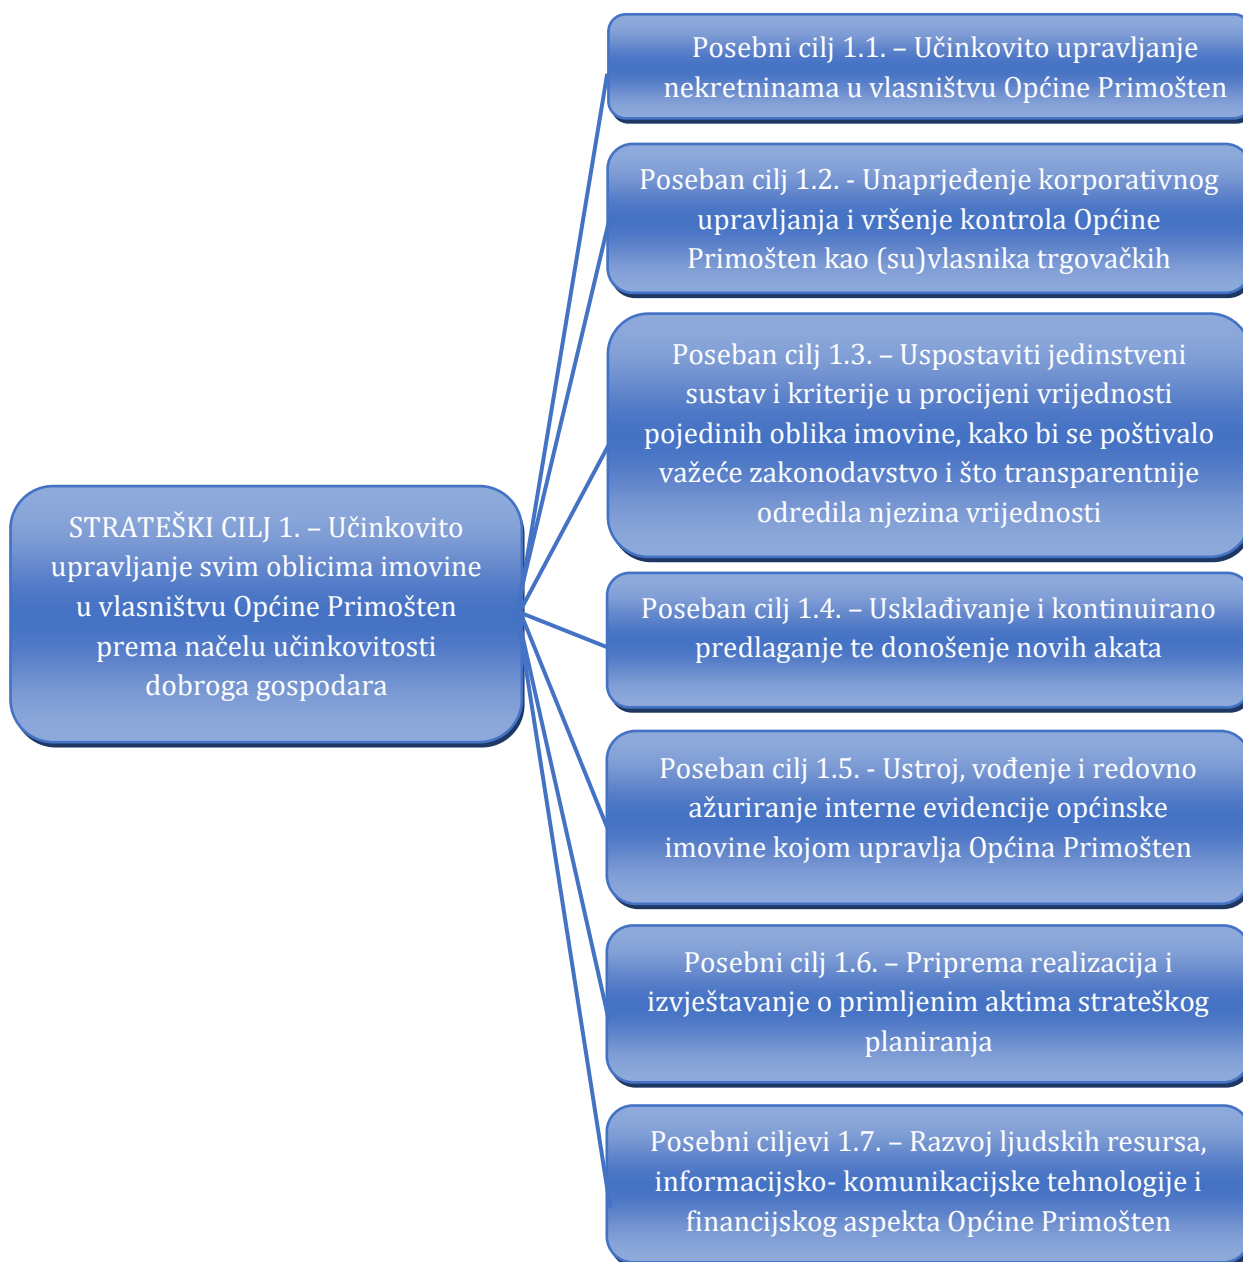 Posebni cilj 1.1. – Učinkovito upravljanje
nekretninama u vlasništvu Općine Primošten
Poseban cilj 1.2. - Unaprjeđenje korporativnog
upravljanja i vršenje kontrola Općine
Primošten kao (su)vlasnika trgovačkih
Poseban cilj 1.3. – Uspostaviti jedinstveni
sustav i kriterije u procijeni vrijednosti
pojedinih oblika imovine, kako bi se poštivalo
važeće zakonodavstvo i što transparentnije
odredila njezina vrijednosti
STRATEŠKI CILJ 1. – Učinkovito
upravljanje svim oblicima imovine
u vlasništvu Općine Primošten
prema načelu učinkovitosti
dobroga gospodara
Poseban cilj 1.4. – Usklađivanje i kontinuirano
predlaganje te donošenje novih akata
Poseban cilj 1.5. - Ustroj, vođenje i redovno
ažuriranje interne evidencije općinske
imovine kojom upravlja Općina Primošten
Posebni cilj 1.6. – Priprema realizacija i
izvještavanje o primljenim aktima strateškog
planiranja
Posebni ciljevi 1.7. – Razvoj ljudskih resursa,
informacijsko- komunikacijske tehnologije i
financijskog aspekta Općine Primošten